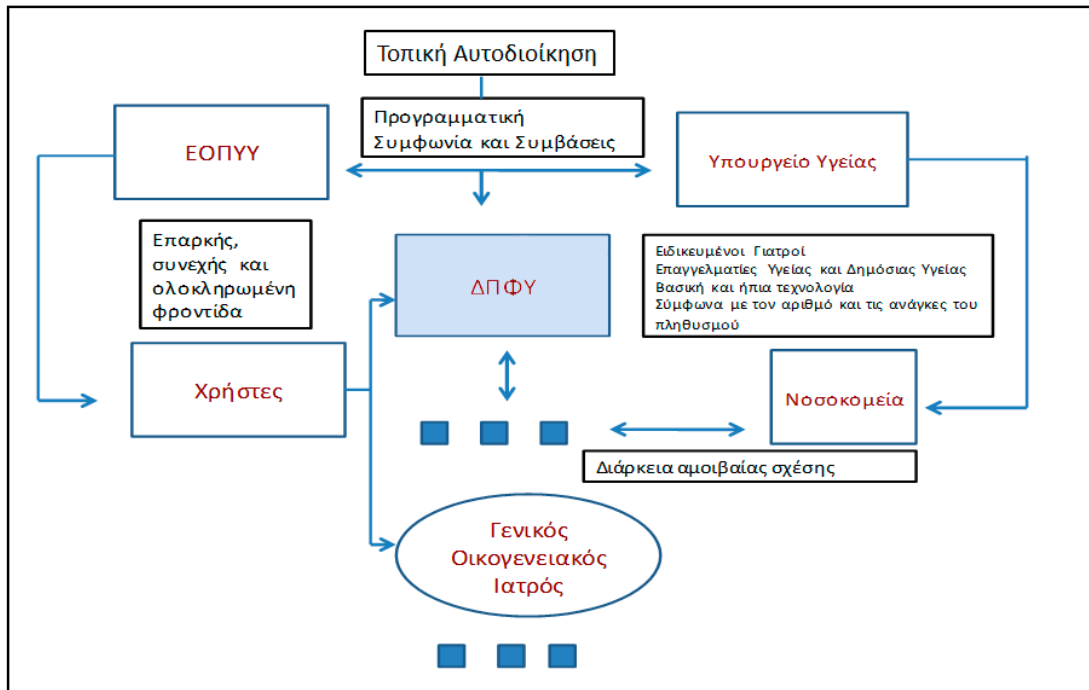 Τοπική Αυτοδιοίκηση
Προγραμματική
Συμφωνία και Συμβάσεις
ΕΟΠΥΥ
Υπουργείο Υγείας
Επαρκής,
συνεχής και
ολοκληρωμένη
φροντίδα
ΔΠΦΥ
Ειδικευμένοι Γιατροί
Επαγγελματίες Υγείας και Δημόσιας Υγείας
Βασική και ήπια τεχνολογία
Σύμφωνα με τον αριθμό και τις ανάγκες του
πληθυσμού
Χρήστες
Νοσοκομεία
Διάρκεια αμοιβαίας σχέσης
Γενικός
Οικογενειακός
Ιατρός